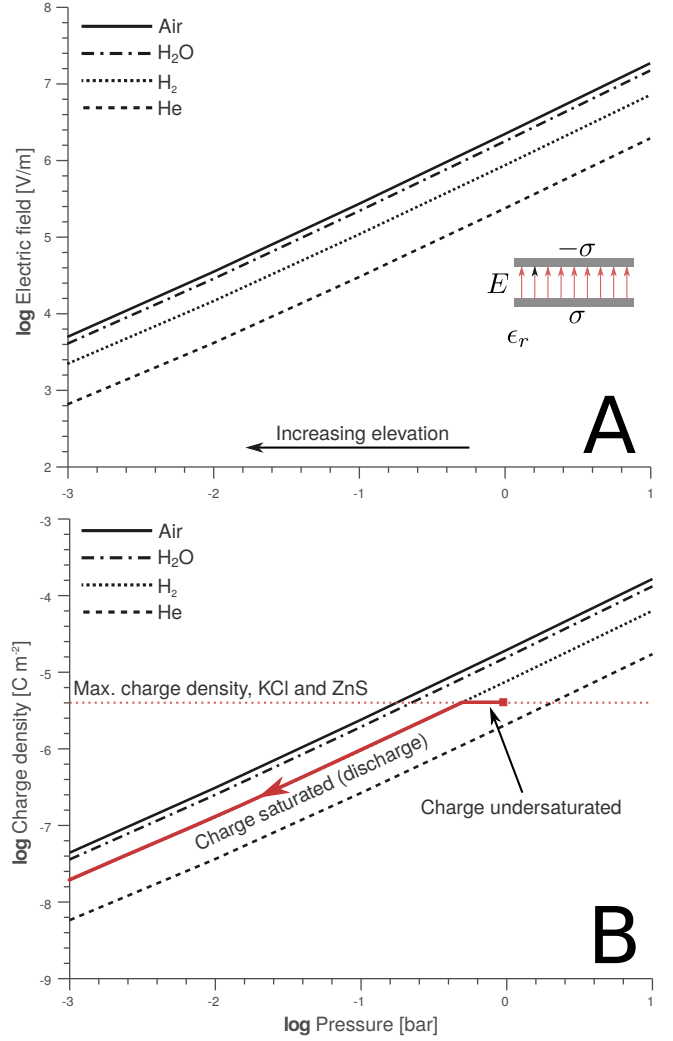 8
7
6
5
4
3
2
log Electric field [V/m]
Air
H₂O
H₂
He
−σ
E
σ
ϵᵣ
A
Increasing elevation
-3
-2
-1
0
1
-3
-4
-5
-6
-7
-8
-9
log Charge density [C m⁻²]
Air
H₂O
H₂
He
Max. charge density, KCl and ZnS
Charge saturated (discharge)
Charge undersaturated
B
-3
-2
-1
0
1
log Pressure [bar]